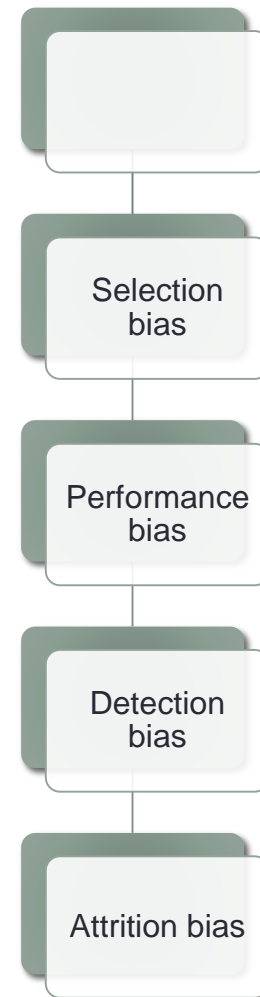 Selection
bias
Performance
bias
Detection
bias
Attrition bias